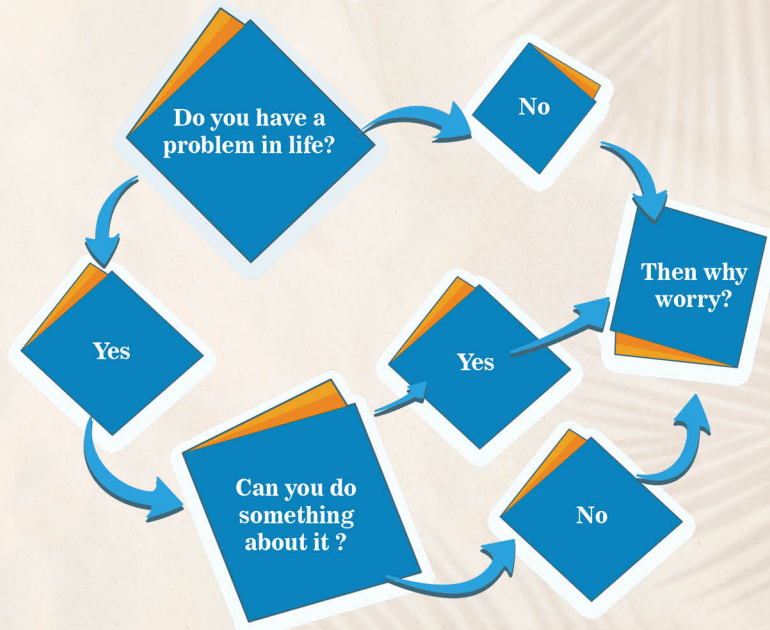 Do you have a
problem in life?
No
Then why
worry?
Yes
Yes
Can you do
something
about it ?
No